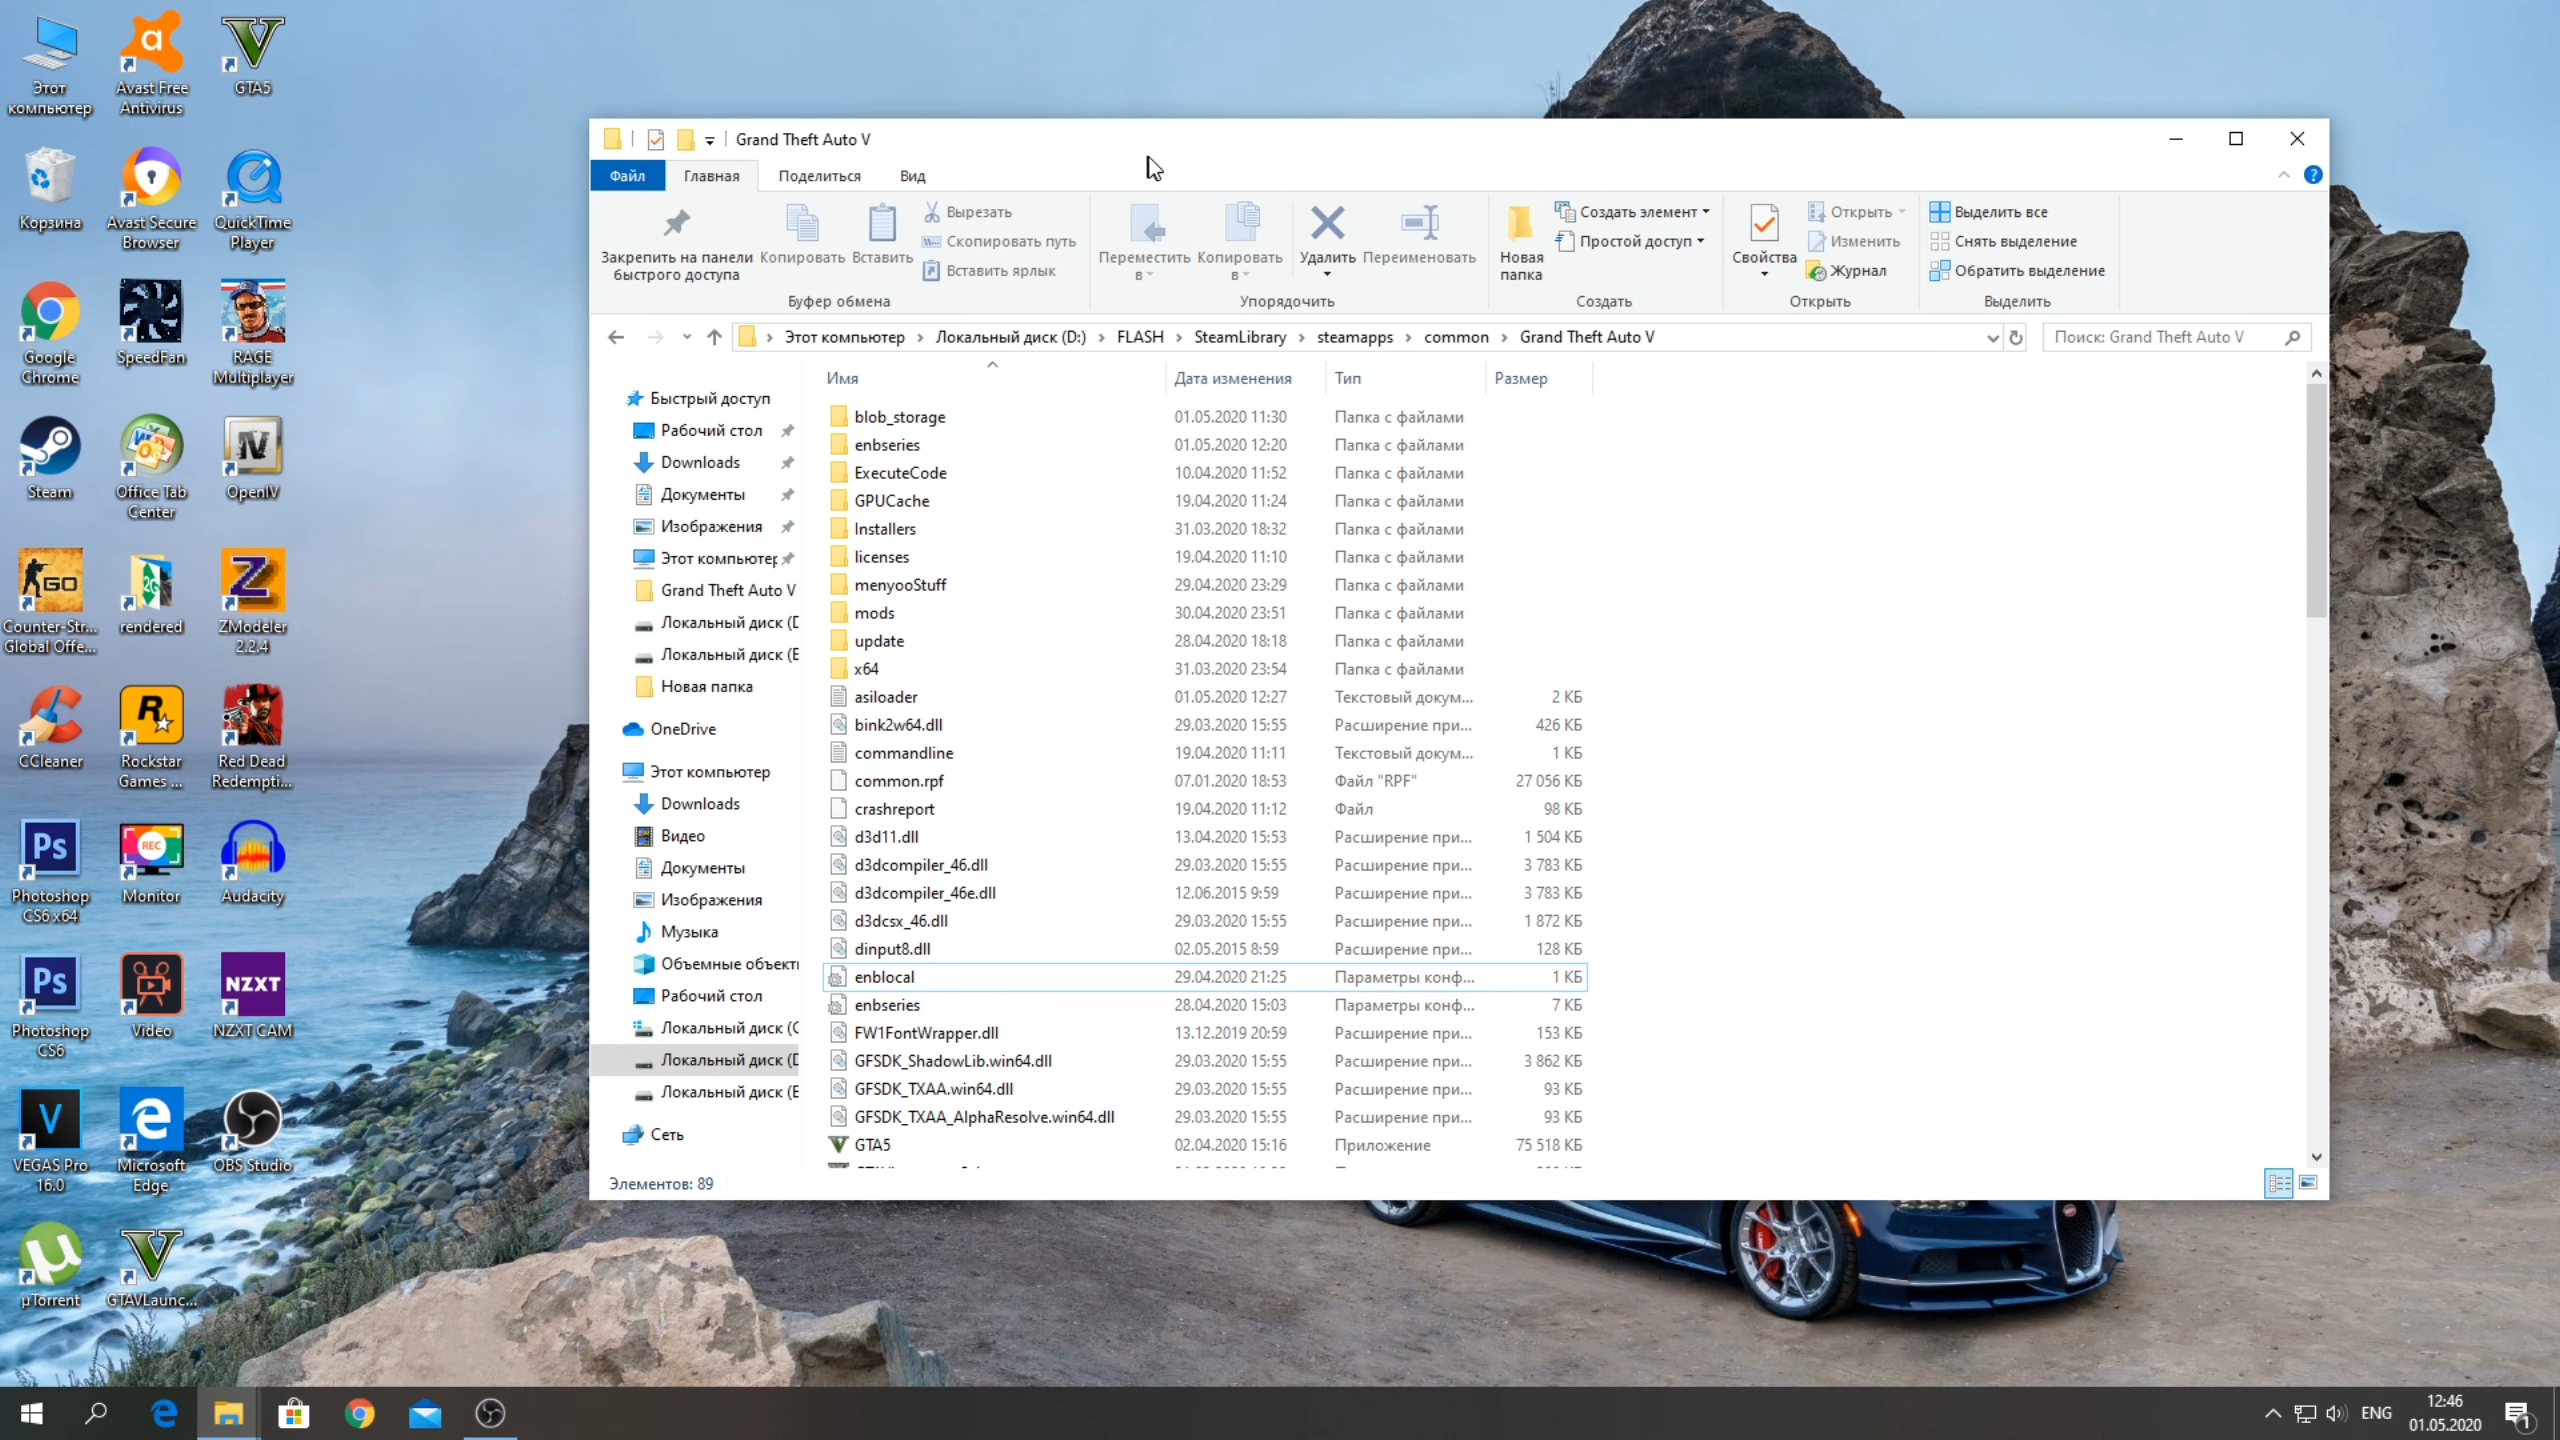 Этот
компьютер
Avast Free
Antivirus
GTA5
Корзина
Avast Secure
Browser
QuickTime
Player
Google
Chrome
SpeedFan
RAGE
Multiplayer
Steam
Office Tab
Center
OpenIV
Counter-Str...
Global Offe...
rendered
ZModeler
2.2.4
CCleaner
Rockstar
Games ...
Red Dead
Redempti...
Photoshop
CS6 x64
Monitor
Audacity
Photoshop
CS6
Video
NZXT CAM
VEGAS Pro
16.0
Microsoft
Edge
OBS Studio
µTorrent
GTAVLaunc...
Grand Theft Auto V
Файл Главная Поделиться Вид
Закрепить на панели
быстрого доступа
Копировать
Вставить
Вырезать
Скопировать путь
Вставить ярлык
Буфер обмена
Переместить
в
Копировать
в
Удалить
Переименовать
Упорядочить
Новая
папка
Создать элемент
Простой доступ
Создать
Свойства
Открыть
Изменить
Журнал
Открыть
Выделить все
Снять выделение
Обратить выделение
Выделить
Этот компьютер Локальный диск (D:) FLASH SteamLibrary steamapps common Grand Theft Auto V
Поиск: Grand Theft Auto V
Быстрый доступ
Рабочий стол
Downloads
Документы
Изображения
Этот компьютер
Grand Theft Auto V
Локальный диск (D
Локальный диск (E
Новая папка
OneDrive
Этот компьютер
Downloads
Видео
Документы
Изображения
Музыка
Объемные объекты
Рабочий стол
Локальный диск (C
Локальный диск (D
Локальный диск (E
Сеть
Имя Дата изменения Тип Размер
blob_storage 01.05.2020 11:30 Папка с файлами
enbseries 01.05.2020 12:20 Папка с файлами
ExecuteCode 10.04.2020 11:52 Папка с файлами
GPUCache 19.04.2020 11:24 Папка с файлами
Installers 31.03.2020 18:32 Папка с файлами
licenses 19.04.2020 11:10 Папка с файлами
menyooStuff 29.04.2020 23:29 Папка с файлами
mods 30.04.2020 23:51 Папка с файлами
update 28.04.2020 18:18 Папка с файлами
x64 31.03.2020 23:54 Папка с файлами
asiloader 01.05.2020 12:27 Текстовый докум... 2 КБ
bink2w64.dll 29.03.2020 15:55 Расширение при... 426 КБ
commandline 19.04.2020 11:11 Текстовый докум... 1 КБ
common.rpf 07.01.2020 18:53 Файл "RPF" 27 056 КБ
crashreport 19.04.2020 11:12 Файл 98 КБ
d3d11.dll 13.04.2020 15:53 Расширение при... 1 504 КБ
d3dcompiler_46.dll 29.03.2020 15:55 Расширение при... 3 783 КБ
d3dcompiler_46e.dll 12.06.2015 9:59 Расширение при... 3 783 КБ
d3dcsx_46.dll 29.03.2020 15:55 Расширение при... 1 872 КБ
dinput8.dll 02.05.2015 8:59 Расширение при... 128 КБ
enblocal 29.04.2020 21:25 Параметры конф... 1 КБ
enbseries 28.04.2020 15:03 Параметры конф... 7 КБ
FW1FontWrapper.dll 13.12.2019 20:59 Расширение при... 153 КБ
GFSDK_ShadowLib.win64.dll 29.03.2020 15:55 Расширение при... 3 862 КБ
GFSDK_TXAA.win64.dll 29.03.2020 15:55 Расширение при... 93 КБ
GFSDK_TXAA_AlphaResolve.win64.dll 29.03.2020 15:55 Расширение при... 93 КБ
GTA5 02.04.2020 15:16 Приложение 75 518 КБ
Элементов: 89
ENG
12:46
01.05.2020
1